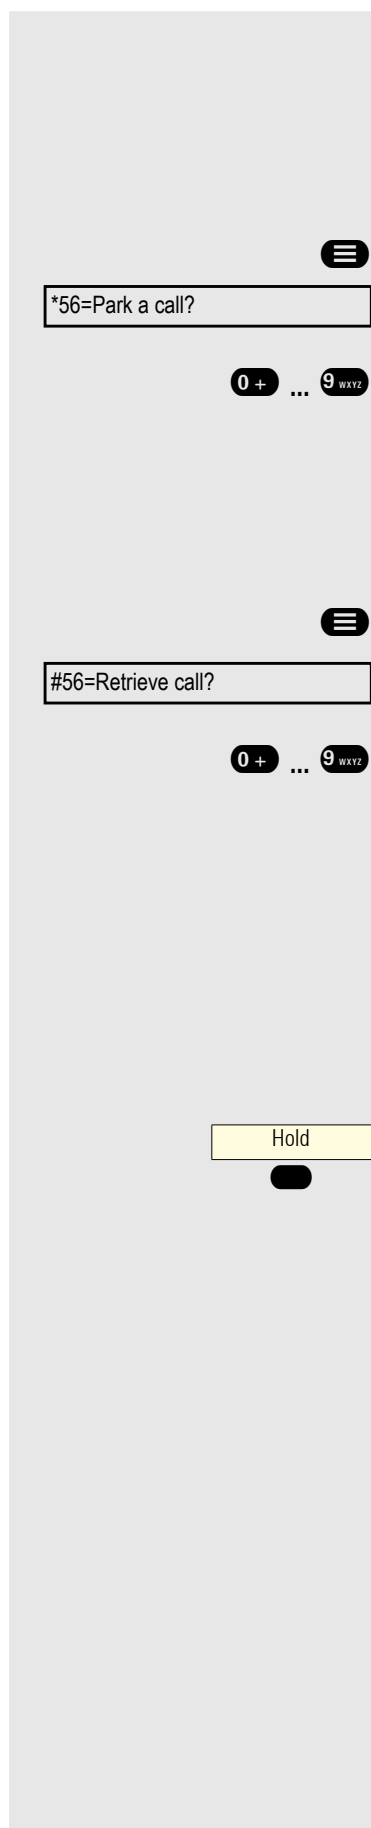 *56=Park a call?
0 + ... 9 WXYZ
#56=Retrieve call?
0 + ... 9 WXYZ
Hold